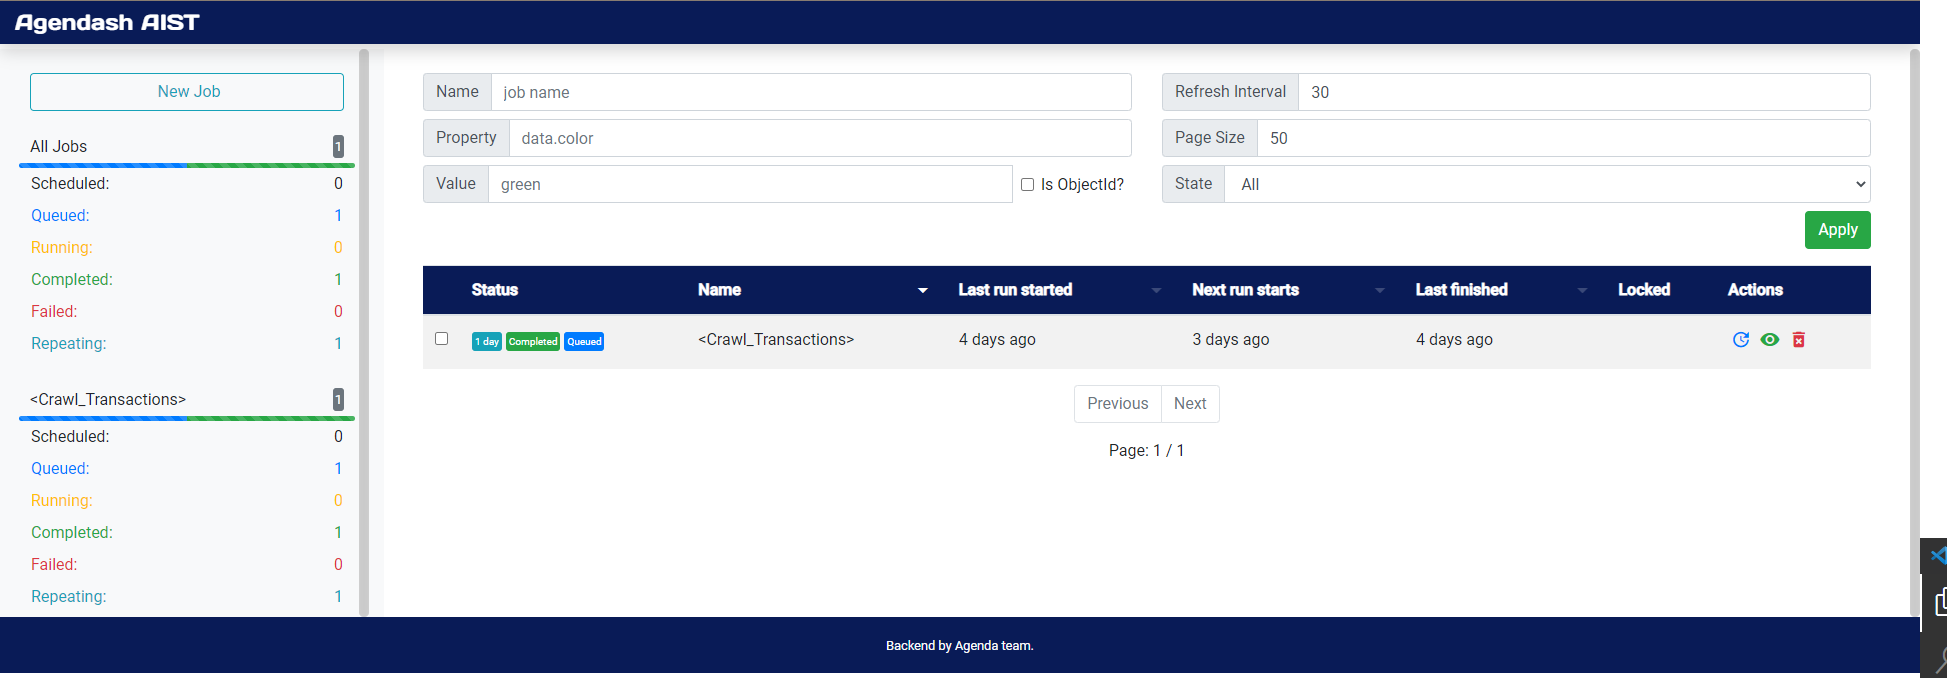 Agendash AIST
New Job
All Jobs 1
Scheduled: 0
Queued: 1
Running: 0
Completed: 1
Failed: 0
Repeating: 1
<Crawl_Transactions> 1
Scheduled: 0
Queued: 1
Running: 0
Completed: 1
Failed: 0
Repeating: 1
Name job name
Property data.color
Value green Is ObjectId?
Refresh Interval 30
Page Size 50
State All
Apply
Status Name Last run started Next run starts Last finished Locked Actions
1 day Completed Queued <Crawl_Transactions> 4 days ago 3 days ago 4 days ago
Previous Next
Page: 1 / 1
Backend by Agenda team.